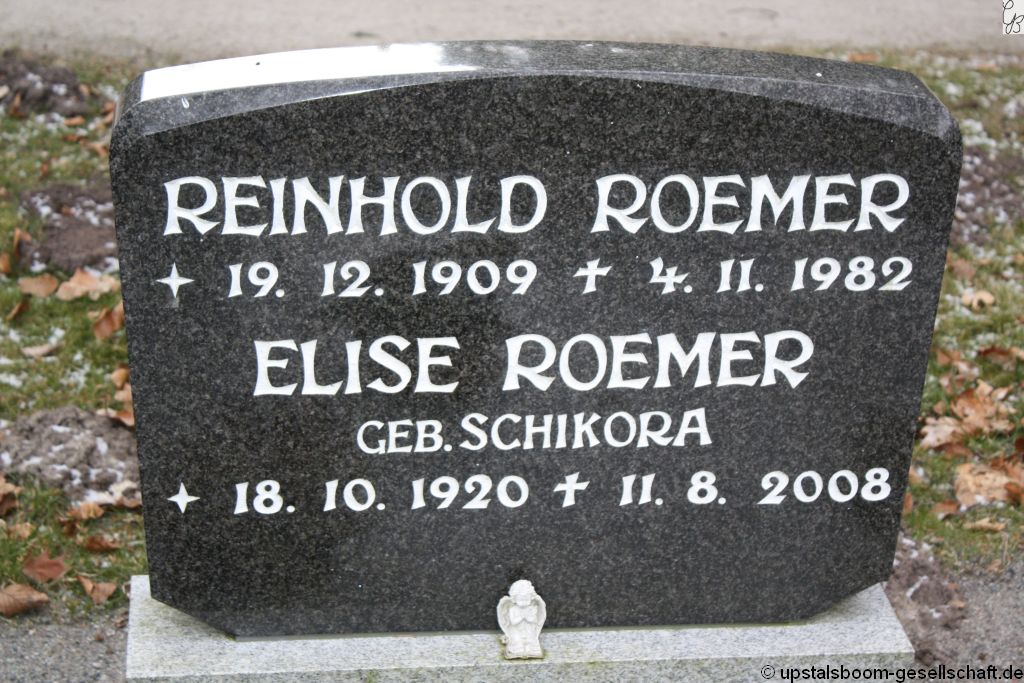 REINHOLD ROEMER
19. 12. 1909 † 4. 11. 1982
ELISE ROEMER
GEB. SCHIKORA
18. 10. 1920 † 11. 8. 2008
© upstalsboom-gesellschaft.de